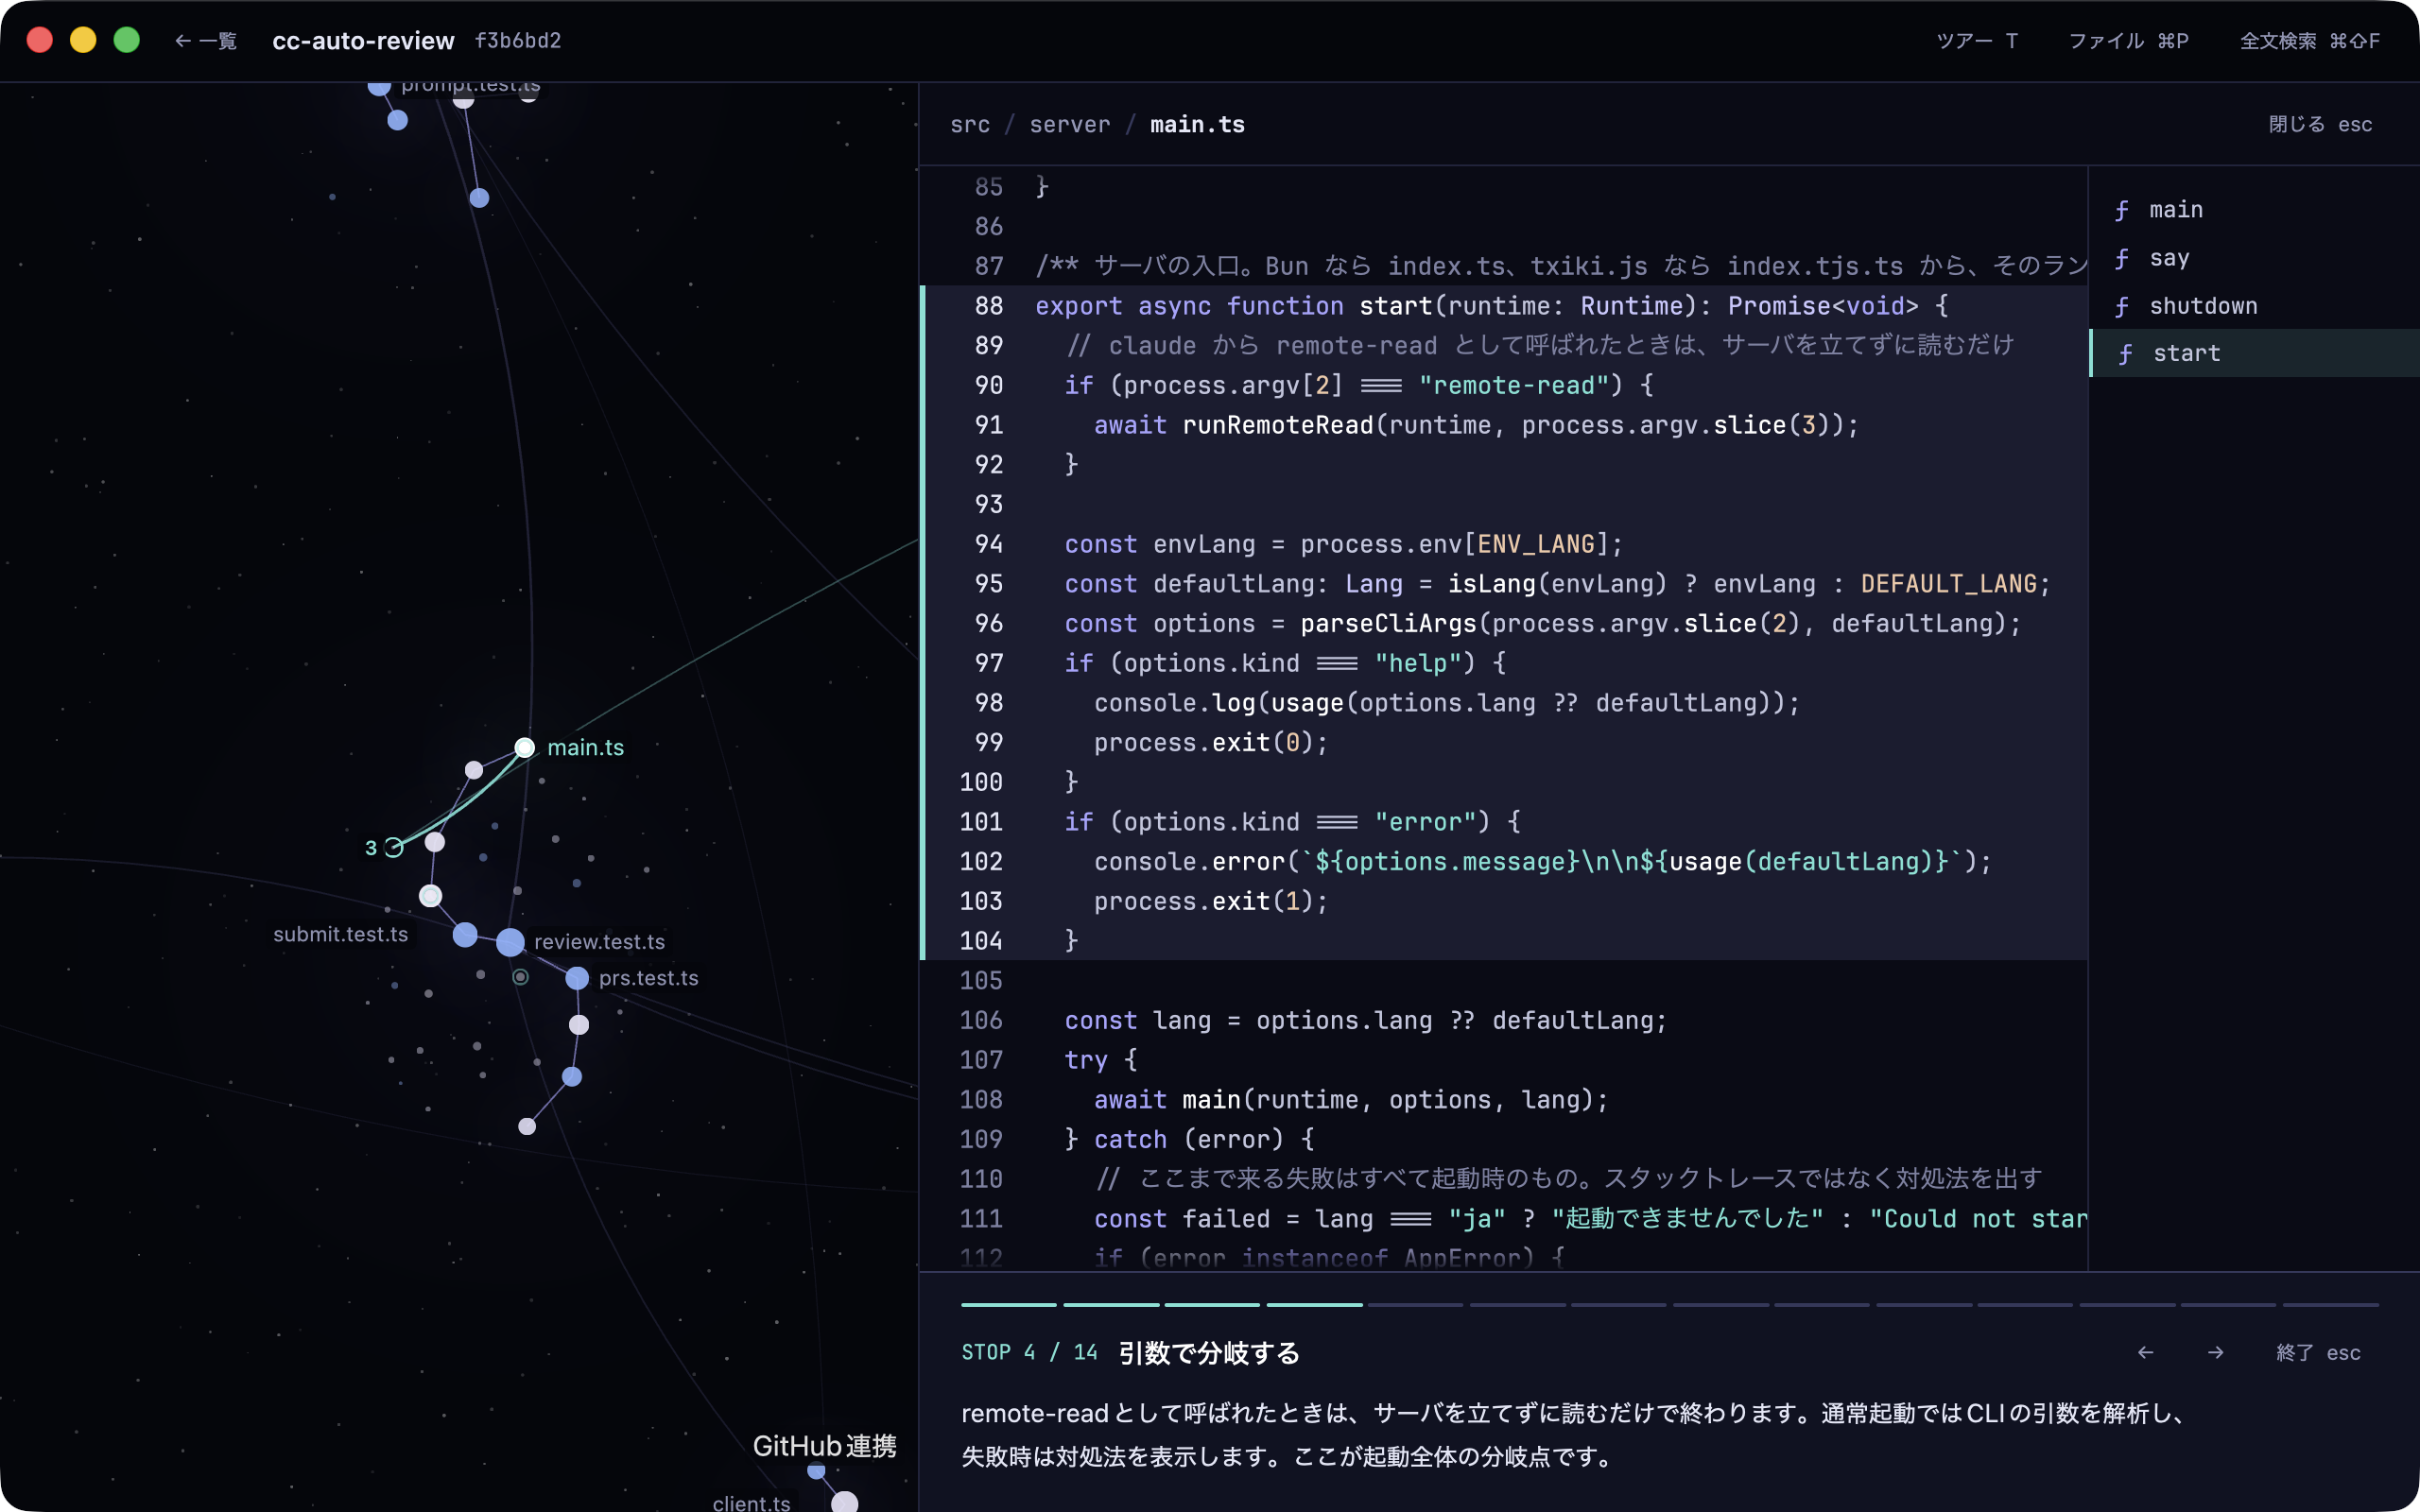 ← 一覧 cc-auto-review f3b6bd2
ツアー T ファイル ⌘P 全文検索 ⌘⇧F
prompt.test.ts
main.ts
3
submit.test.ts
review.test.ts
prs.test.ts
GitHub連携
client.ts
src / server / main.ts
閉じる esc
85 }
86
87 /** サーバの入口。Bun なら index.ts、txiki.js なら index.tjs.ts から、そのラン
88 export async function start(runtime: Runtime): Promise<void> {
89 // claude から remote-read として呼ばれたときは、サーバを立てずに読むだけ
90 if (process.argv[2] === "remote-read") {
91 await runRemoteRead(runtime, process.argv.slice(3));
92 }
93
94 const envLang = process.env[ENV_LANG];
95 const defaultLang: Lang = isLang(envLang) ? envLang : DEFAULT_LANG;
96 const options = parseCliArgs(process.argv.slice(2), defaultLang);
97 if (options.kind === "help") {
98 console.log(usage(options.lang ?? defaultLang));
99 process.exit(0);
100 }
101 if (options.kind === "error") {
102 console.error(`${options.message}\n\n${usage(defaultLang)}`);
103 process.exit(1);
104 }
105
106 const lang = options.lang ?? defaultLang;
107 try {
108 await main(runtime, options, lang);
109 } catch (error) {
110 // ここまで来る失敗はすべて起動時のもの。スタックトレースではなく対処法を出す
111 const failed = lang === "ja" ? "起動できませんでした" : "Could not star
112 if (error instanceof AppError) {
ƒ main
ƒ say
ƒ shutdown
ƒ start
STOP 4 / 14 引数で分岐する
← → 終了 esc
remote-readとして呼ばれたときは、サーバを立てずに読むだけで終わります。通常起動ではCLIの引数を解析し、
失敗時は対処法を表示します。ここが起動全体の分岐点です。